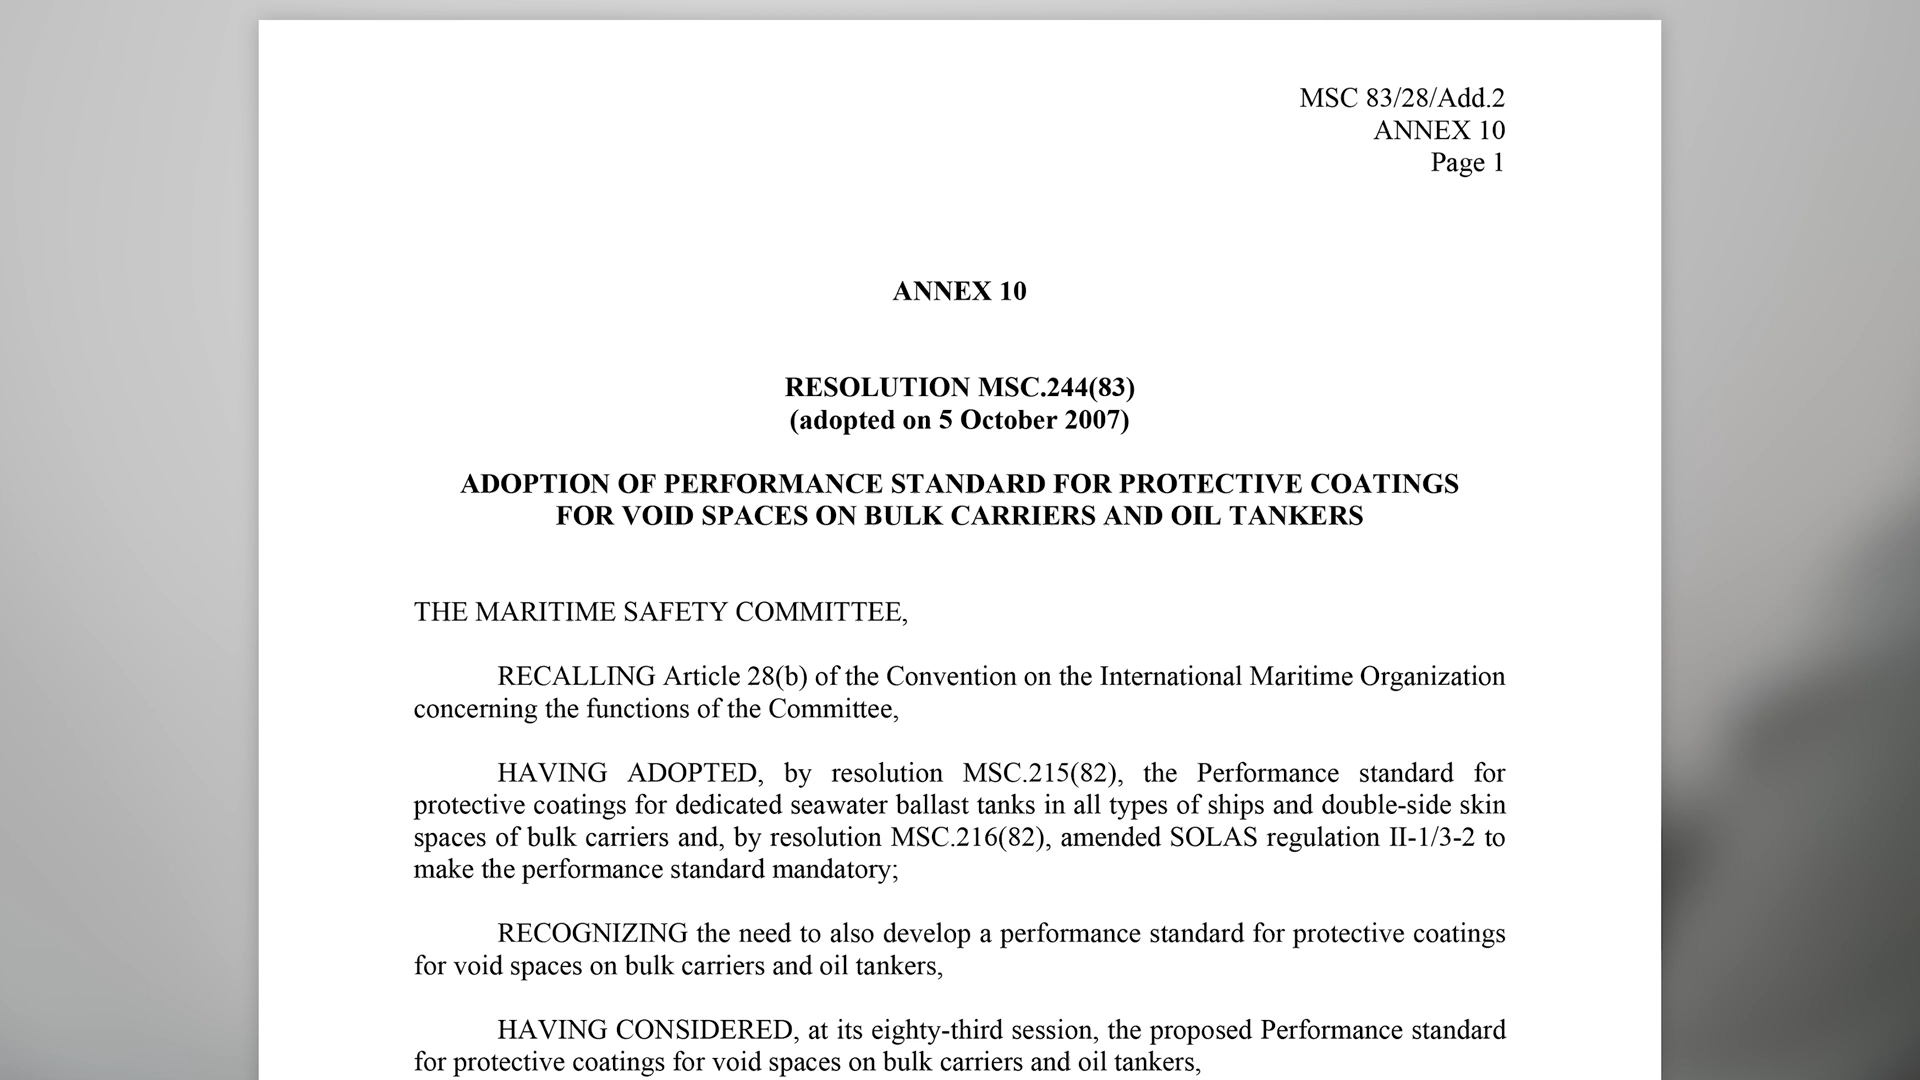 MSC 83/28/Add.2
ANNEX 10
Page 1
ANNEX 10
RESOLUTION MSC.244(83)
(adopted on 5 October 2007)
ADOPTION OF PERFORMANCE STANDARD FOR PROTECTIVE COATINGS
FOR VOID SPACES ON BULK CARRIERS AND OIL TANKERS
THE MARITIME SAFETY COMMITTEE,
RECALLING Article 28(b) of the Convention on the International Maritime Organization
concerning the functions of the Committee,
HAVING ADOPTED, by resolution MSC.215(82), the Performance standard for
protective coatings for dedicated seawater ballast tanks in all types of ships and double-side skin
spaces of bulk carriers and, by resolution MSC.216(82), amended SOLAS regulation II-1/3-2 to
make the performance standard mandatory;
RECOGNIZING the need to also develop a performance standard for protective coatings
for void spaces on bulk carriers and oil tankers,
HAVING CONSIDERED, at its eighty-third session, the proposed Performance standard
for protective coatings for void spaces on bulk carriers and oil tankers,